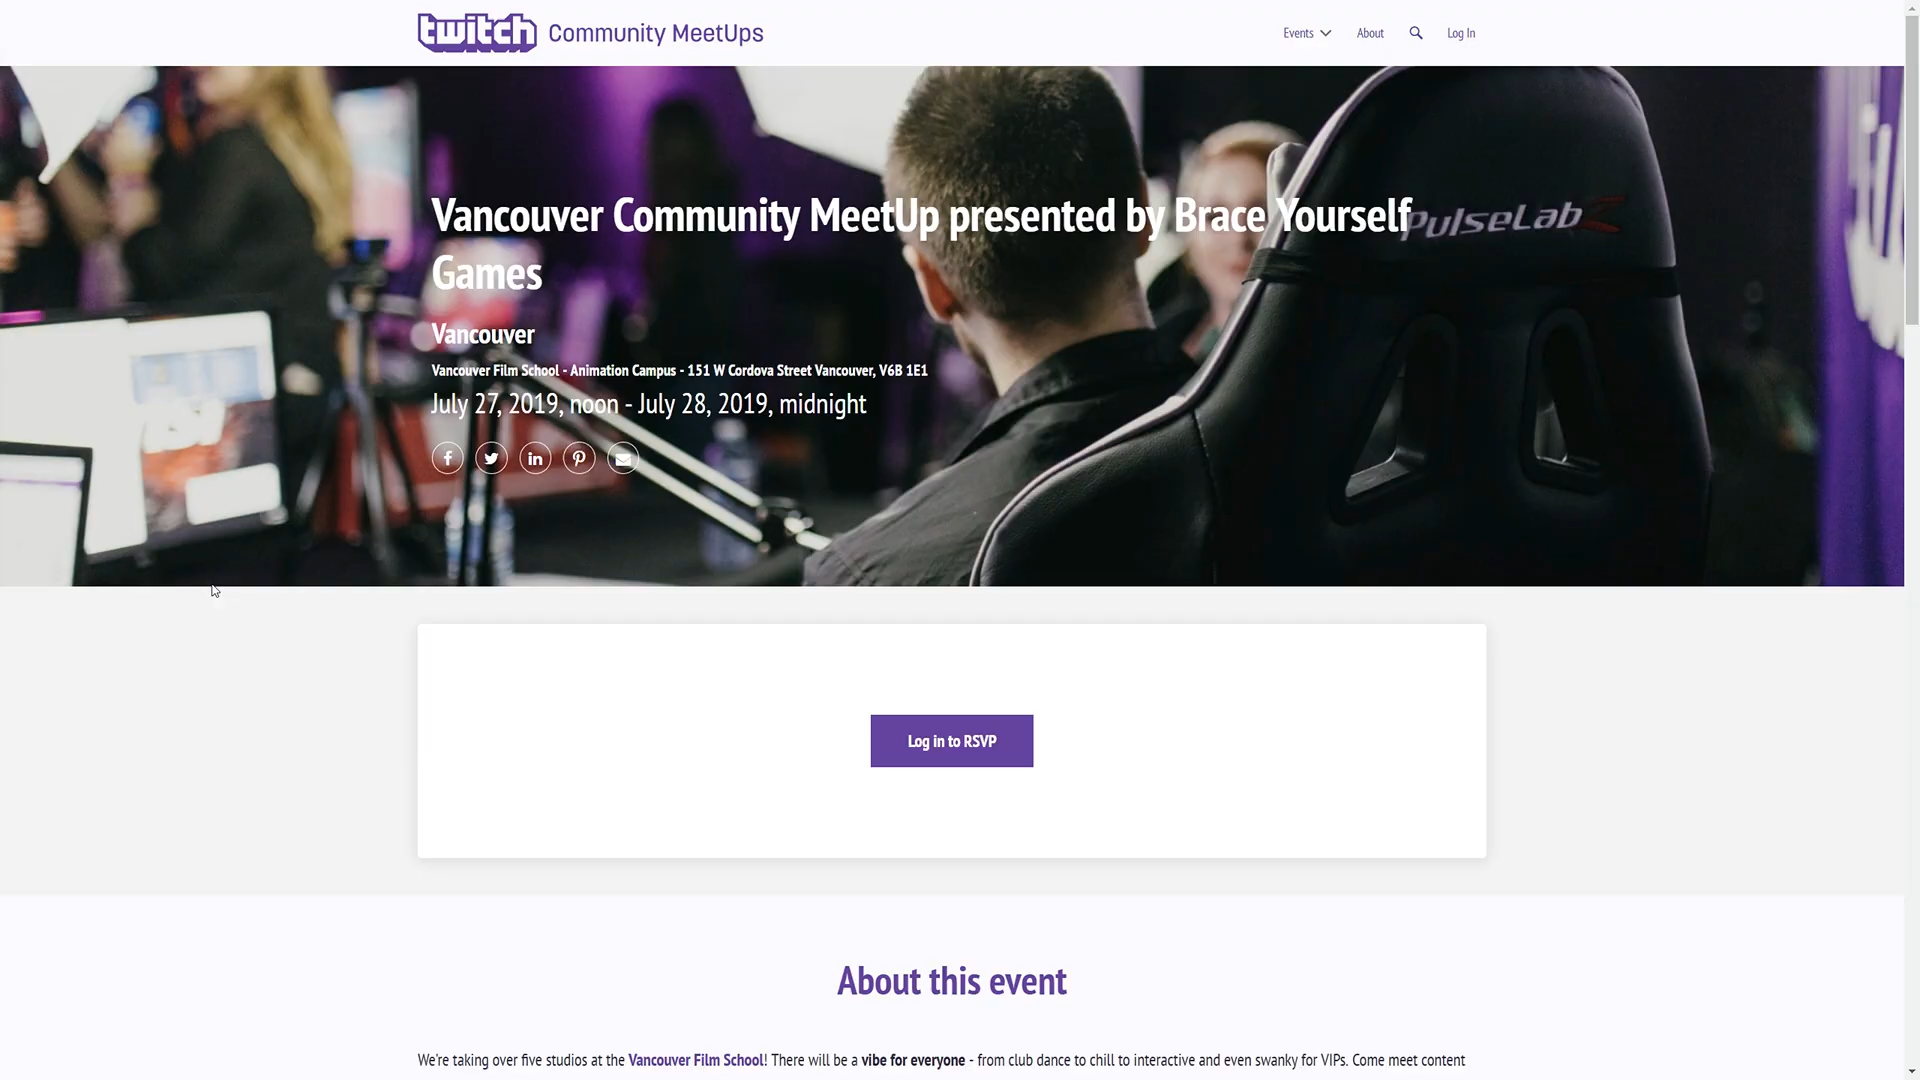 twitch Community MeetUps
Events About Log In
Vancouver Community MeetUp presented by Brace Yourself
Games
PulseLabZ
Vancouver
Vancouver Film School - Animation Campus - 151 W Cordova Street Vancouver, V6B 1E1
July 27, 2019, noon - July 28, 2019, midnight
Log in to RSVP
About this event
We're taking over five studios at the Vancouver Film School! There will be a vibe for everyone - from club dance to chill to interactive and even swanky for VIPs. Come meet content